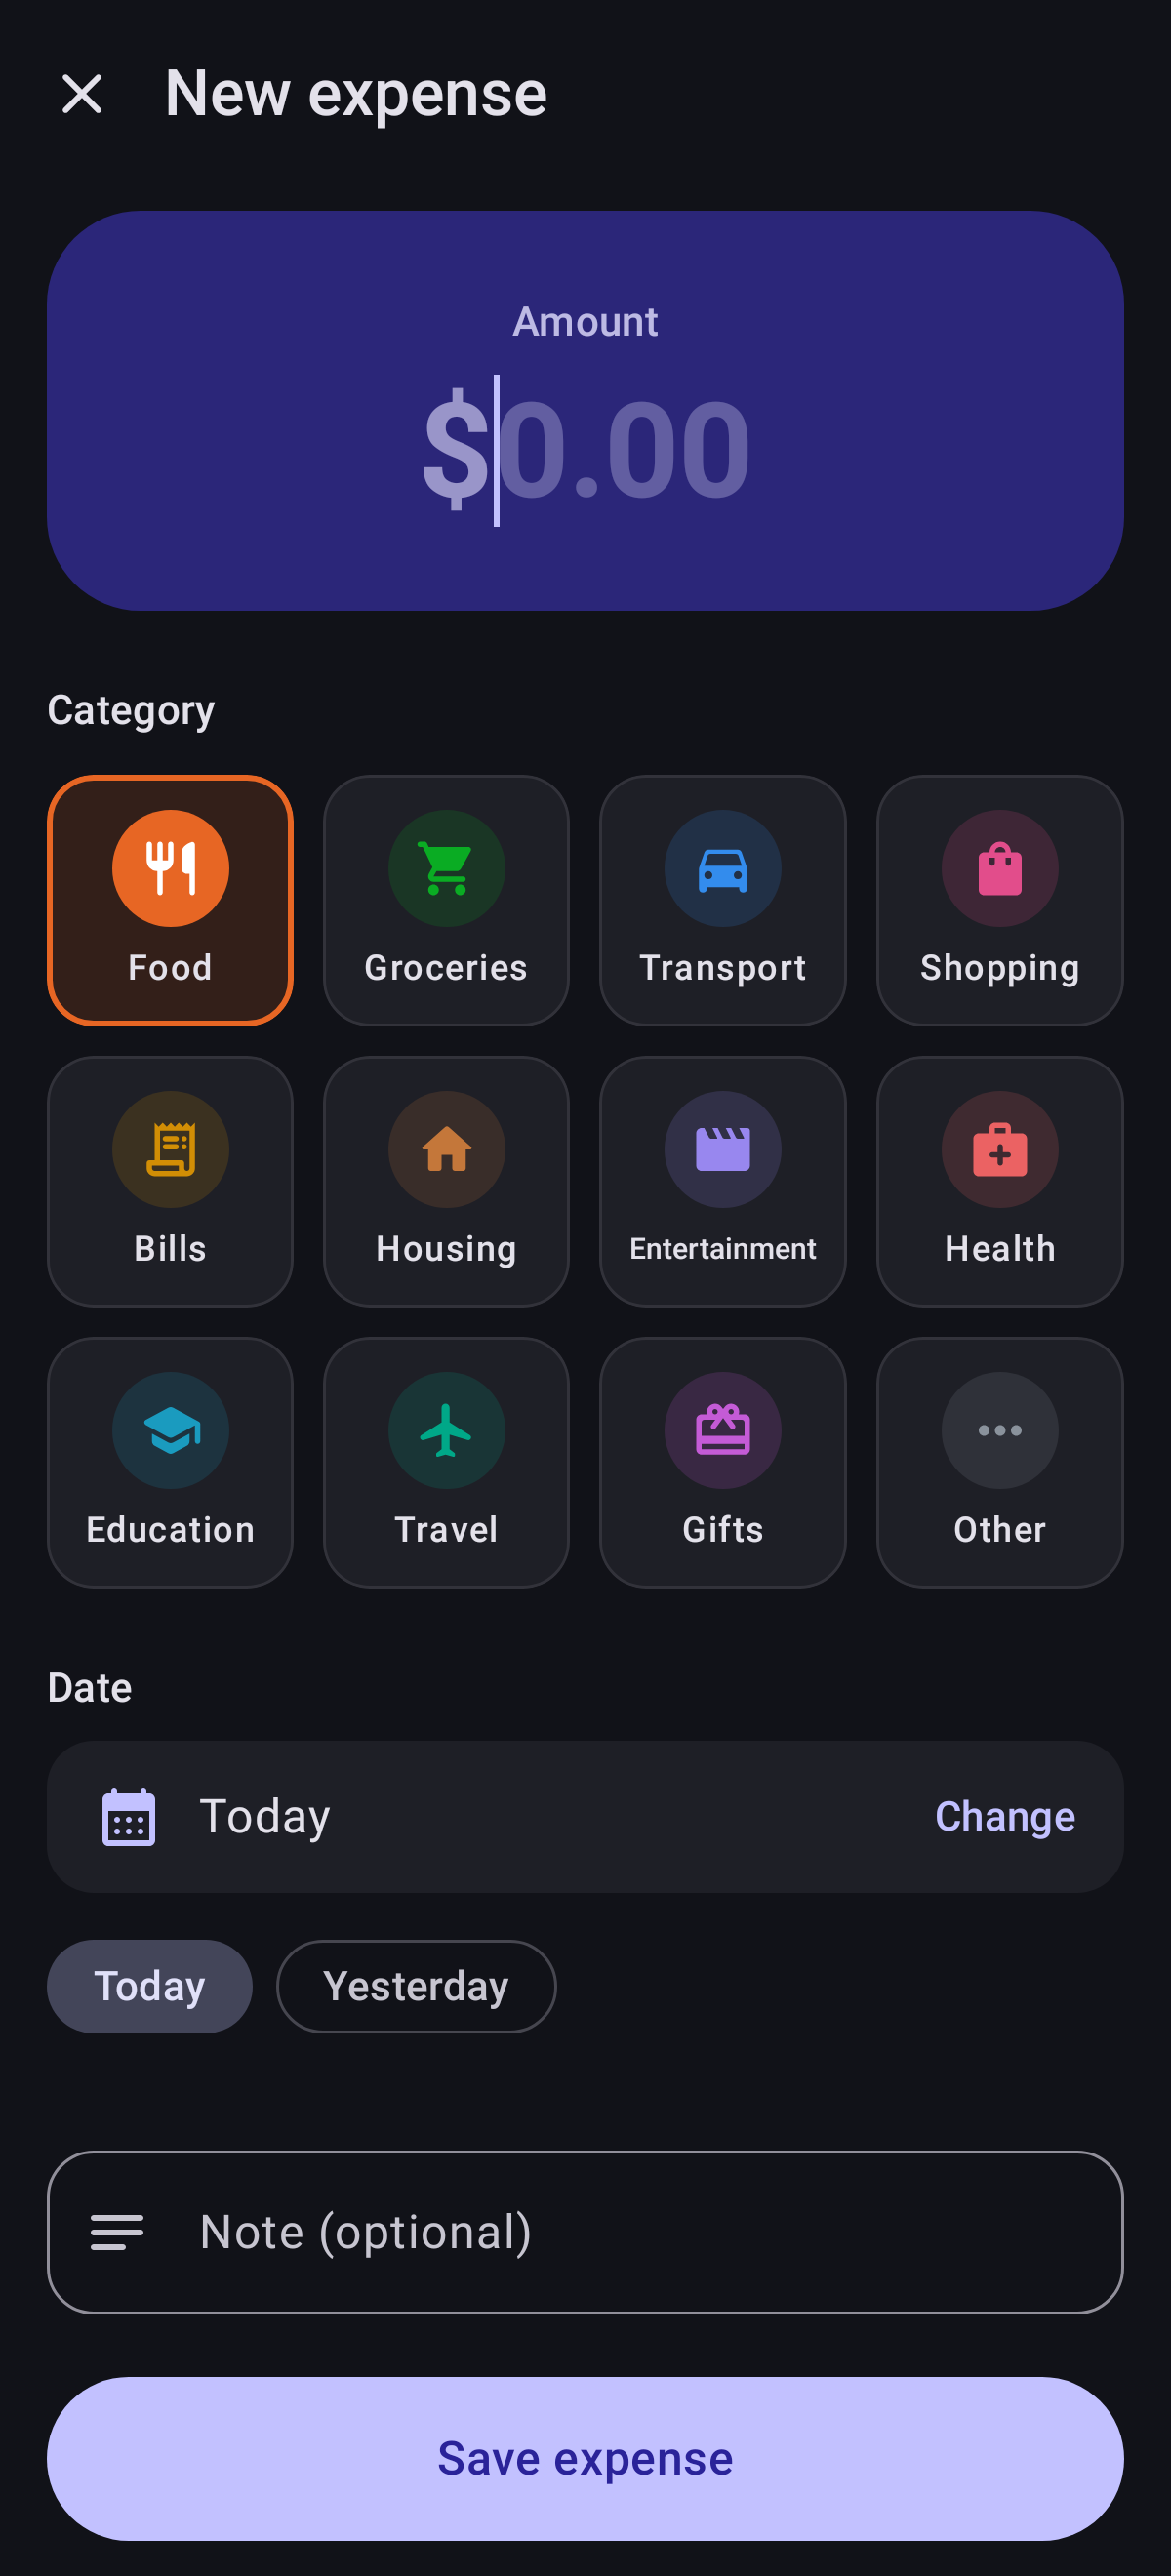 New expense
Amount
$0.00
Category
Food Groceries Transport Shopping
Bills Housing Entertainment Health
Education Travel Gifts Other
Date
Today Change
Today Yesterday
Note (optional)
Save expense